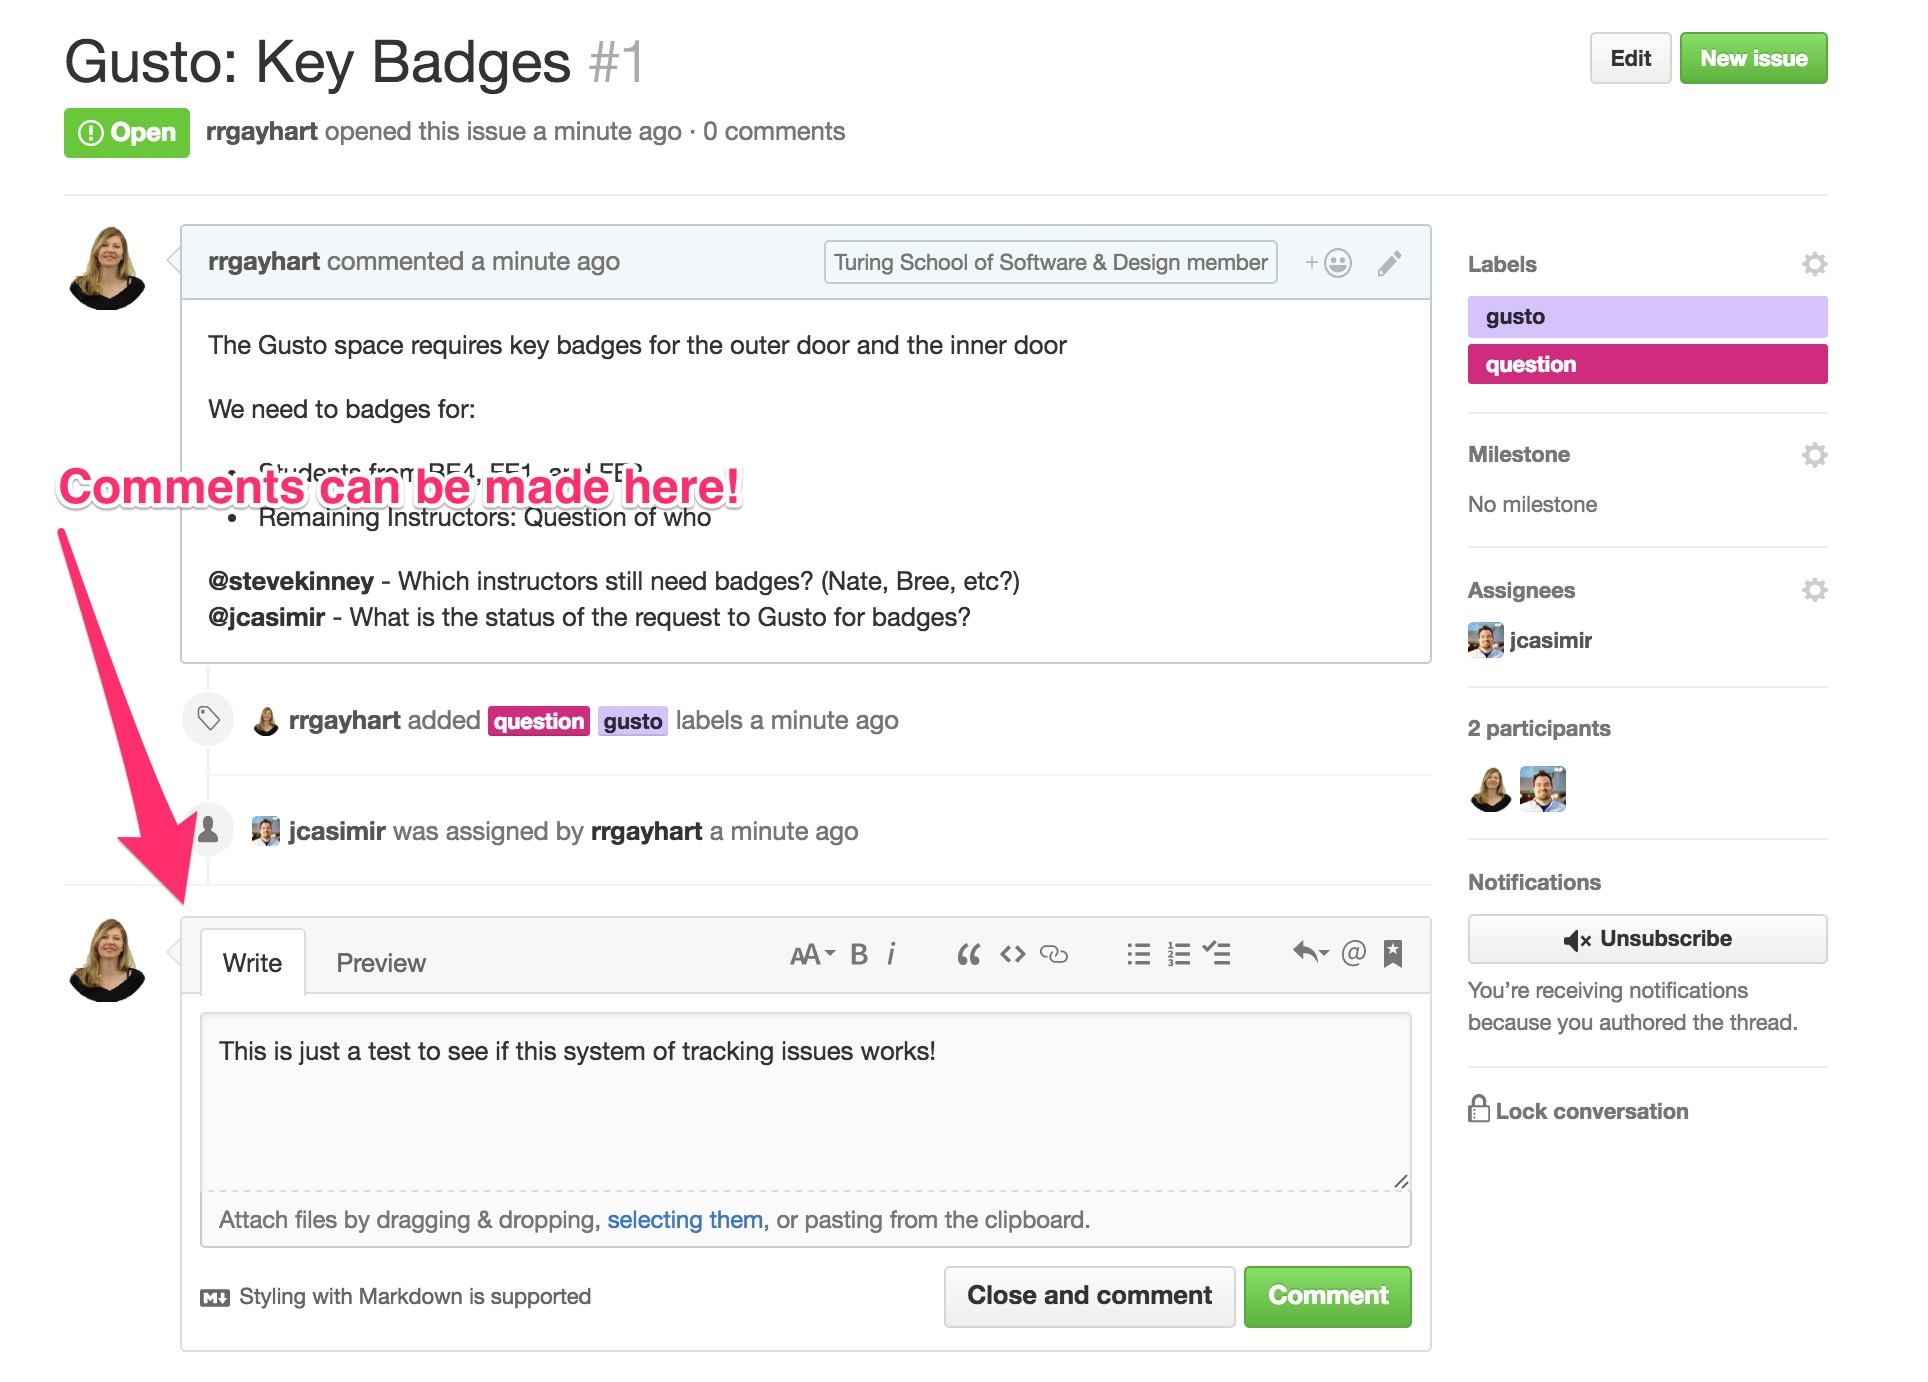 Gusto: Key Badges #1
Edit
New issue
Open
rrgayhart opened this issue a minute ago · 0 comments
rrgayhart commented a minute ago
Turing School of Software & Design member
The Gusto space requires key badges for the outer door and the inner door
We need to badges for:
• Students from BE4, FE1, and FE2
Comments can be made here!
• Remaining Instructors: Question of who
@stevekinney - Which instructors still need badges? (Nate, Bree, etc?)
@jcasimir - What is the status of the request to Gusto for badges?
rrgayhart added question gusto labels a minute ago
jcasimir was assigned by rrgayhart a minute ago
Write
Preview
This is just a test to see if this system of tracking issues works!
Attach files by dragging & dropping, selecting them, or pasting from the clipboard.
Styling with Markdown is supported
Close and comment
Comment
Labels
gusto
question
Milestone
No milestone
Assignees
jcasimir
2 participants
Notifications
Unsubscribe
You’re receiving notifications
because you authored the thread.
Lock conversation